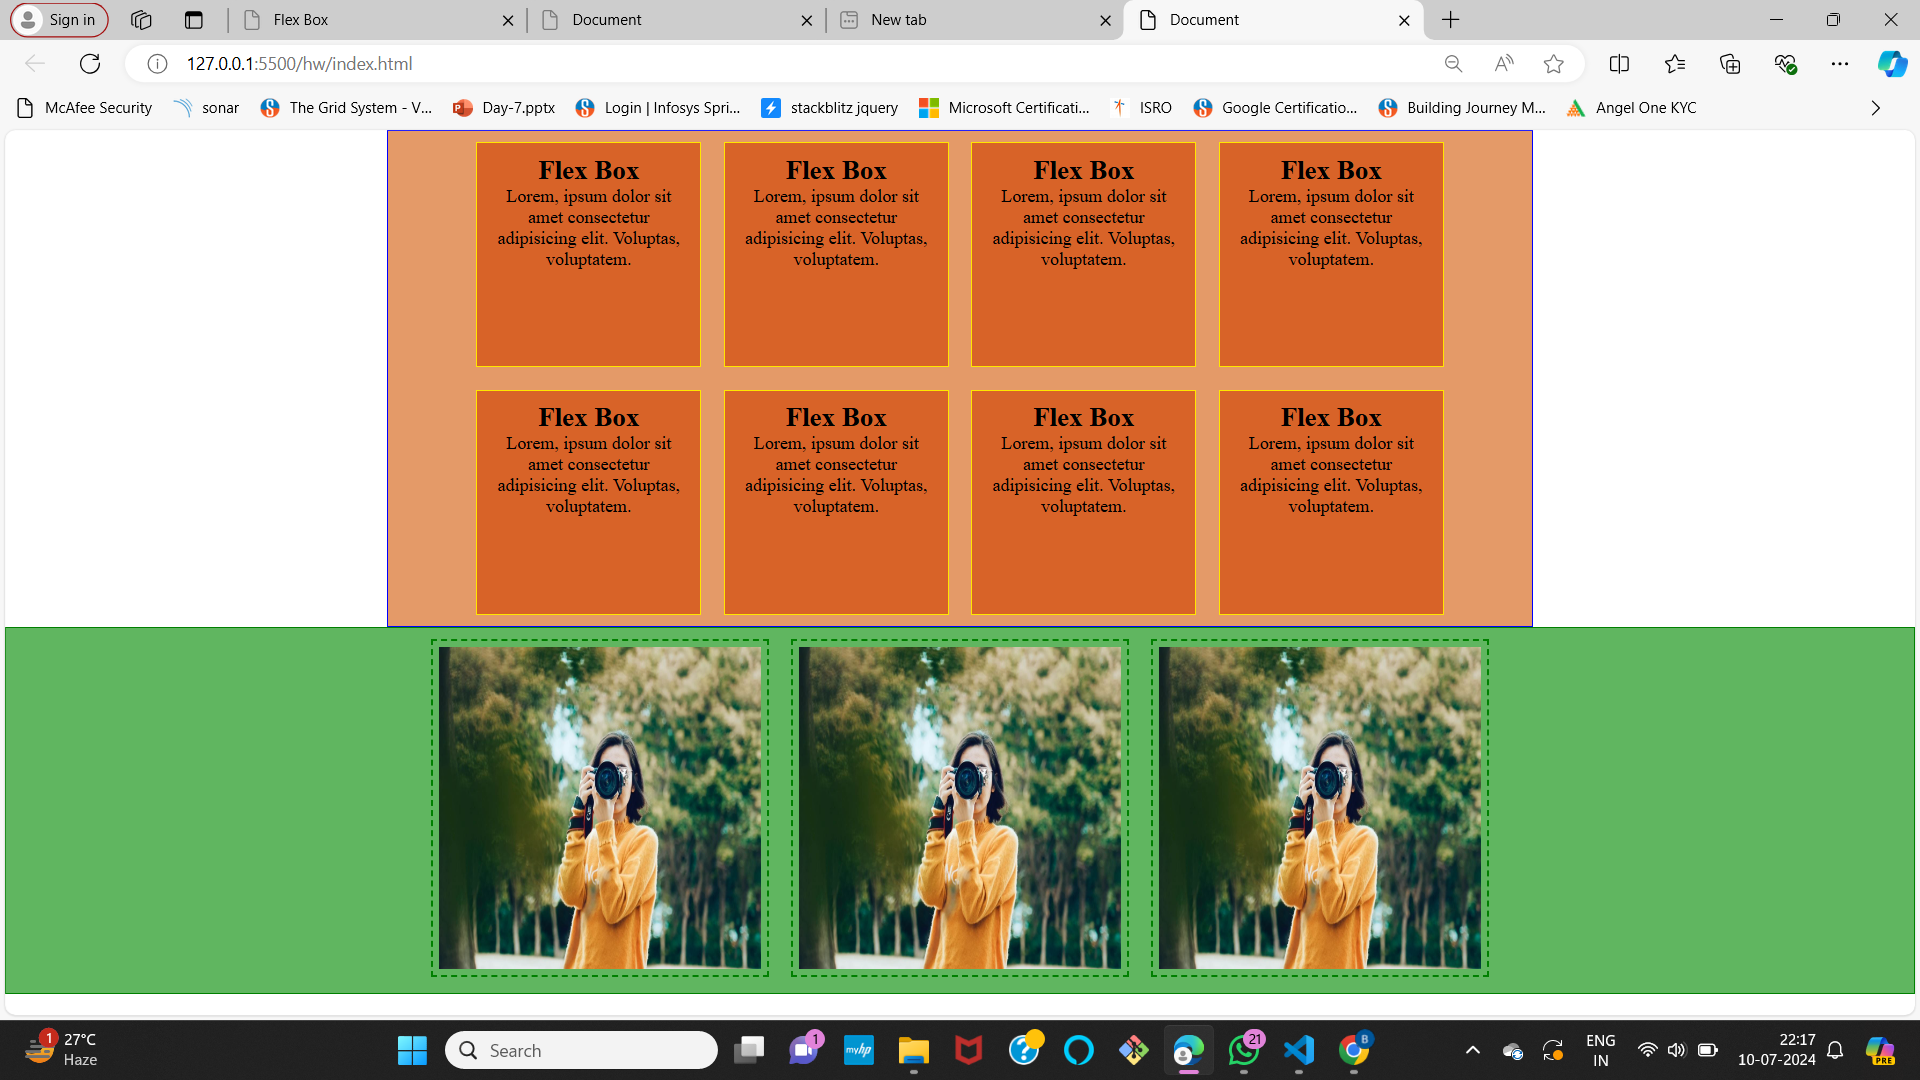 Sign in
Flex Box
Document
New tab
Document
127.0.0.1:5500/hw/index.html
McAfee Security
sonar
The Grid System - V...
Day-7.pptx
Login | Infosys Spri...
stackblitz jquery
Microsoft Certificati...
ISRO
Google Certificatio...
Building Journey M...
Angel One KYC
Flex Box
Lorem, ipsum dolor sit
amet consectetur
adipisicing elit. Voluptas,
voluptatem.
Flex Box
Lorem, ipsum dolor sit
amet consectetur
adipisicing elit. Voluptas,
voluptatem.
Flex Box
Lorem, ipsum dolor sit
amet consectetur
adipisicing elit. Voluptas,
voluptatem.
Flex Box
Lorem, ipsum dolor sit
amet consectetur
adipisicing elit. Voluptas,
voluptatem.
Flex Box
Lorem, ipsum dolor sit
amet consectetur
adipisicing elit. Voluptas,
voluptatem.
Flex Box
Lorem, ipsum dolor sit
amet consectetur
adipisicing elit. Voluptas,
voluptatem.
Flex Box
Lorem, ipsum dolor sit
amet consectetur
adipisicing elit. Voluptas,
voluptatem.
Flex Box
Lorem, ipsum dolor sit
amet consectetur
adipisicing elit. Voluptas,
voluptatem.
1
27°C
Haze
Search
1
myhp
21
B
ENG
IN
22:17
10-07-2024
PRE